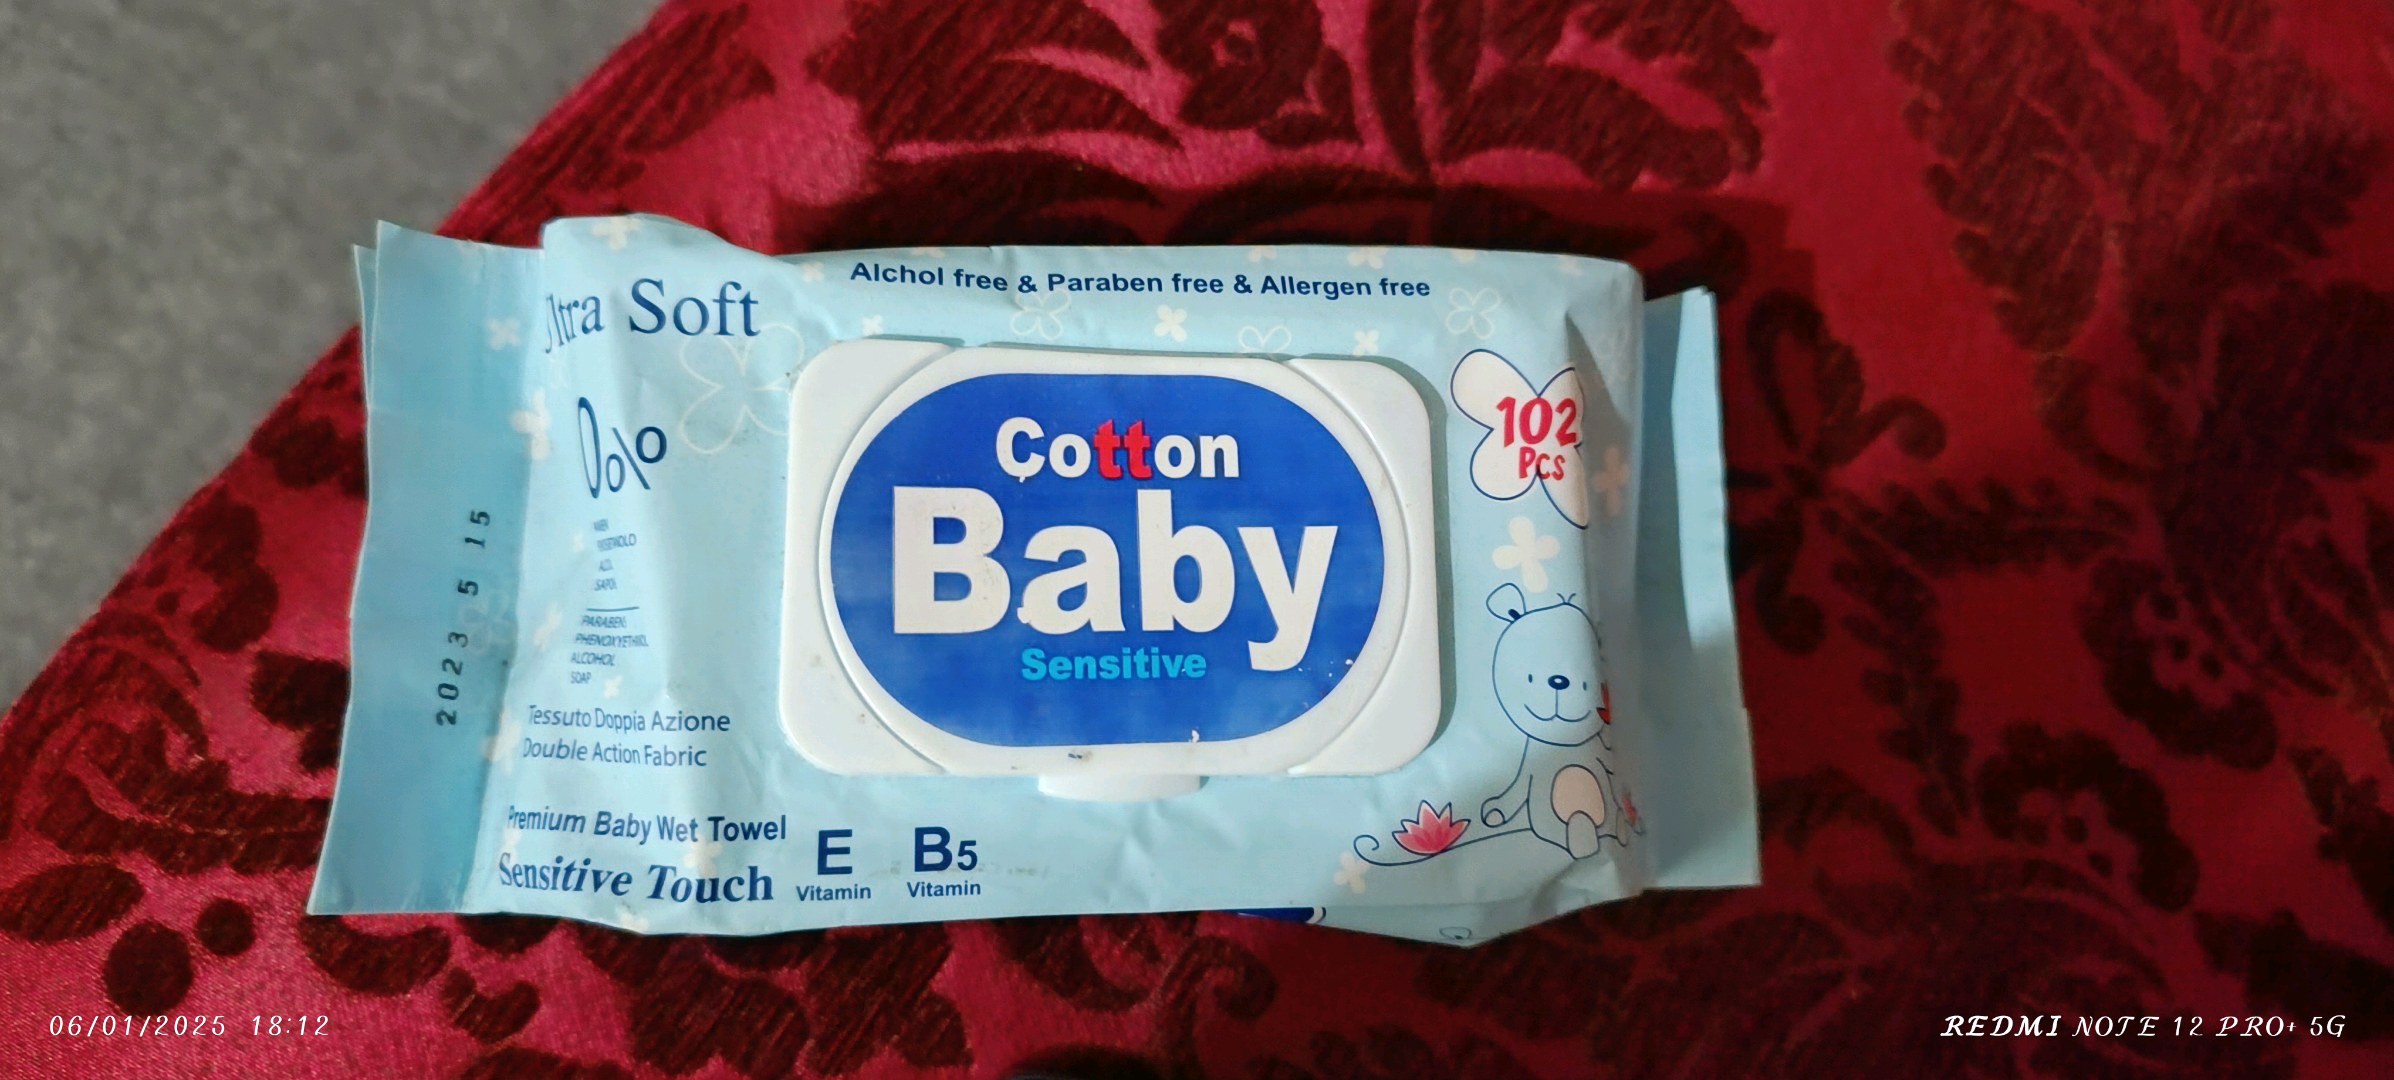 Alchol free & Paraben free & Allergen free
ltra Soft
0%
PARABEN
PHENOXYETHNOL
ALCOHOL
SOAP
Tessuto Doppia Azione
Double Action Fabric
Premium Baby Wet Towel
Sensitive Touch
E
Vitamin
B5
Vitamin
2023 5 15
Cotton
Baby
Sensitive
102
Pcs
06/01/2025 18:12
REDMI NOTE 12 PRO+ 5G